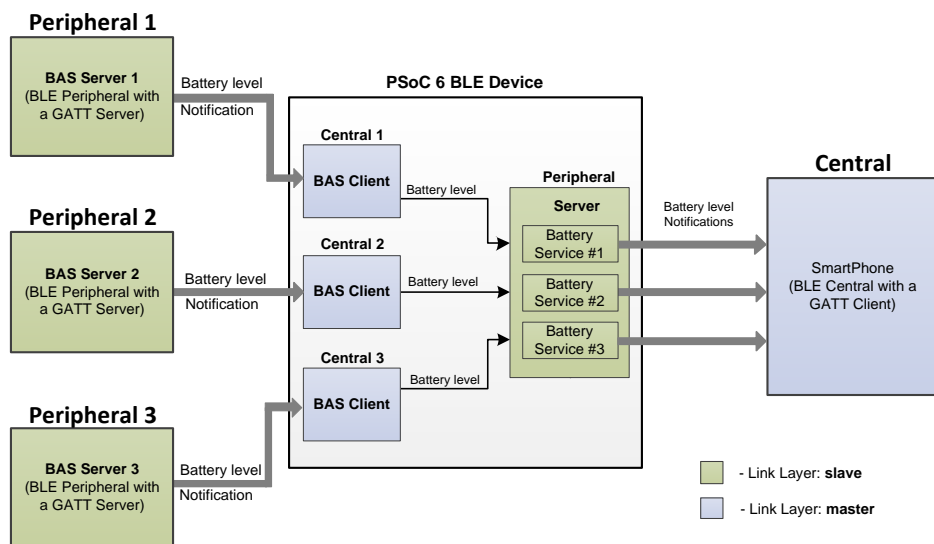 Peripheral 1
BAS Server 1
(BLE Peripheral with
a GATT Server)
Battery level
Notification
Peripheral 2
BAS Server 2
(BLE Peripheral with
a GATT Server)
Battery level
Notification
Peripheral 3
BAS Server 3
(BLE Peripheral with
a GATT Server)
Battery level
Notification
PSoC 6 BLE Device
Central 1
BAS Client
Battery level
Central 2
BAS Client
Battery level
Central 3
BAS Client
Battery level
Peripheral
Server
Battery
Service #1
Battery
Service #2
Battery
Service #3
Battery level
Notifications
Central
SmartPhone
(BLE Central with a
GATT Client)
- Link Layer: slave
- Link Layer: master